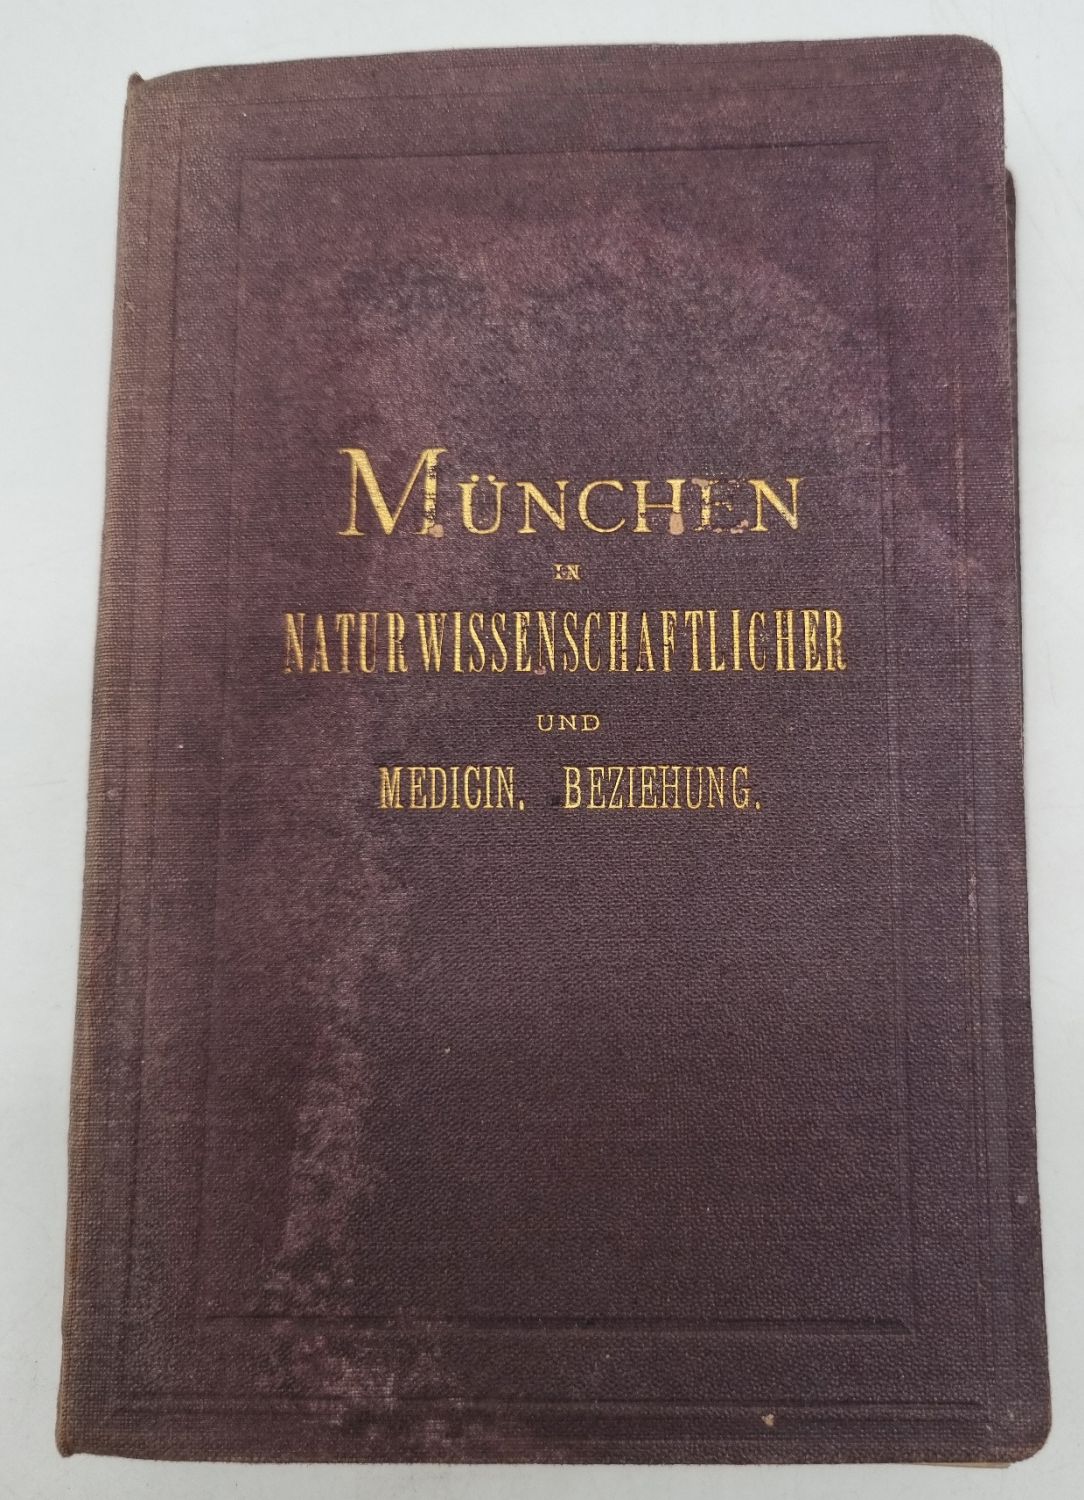 MÜNCHEN
IN
NATURWISSENSCHAFTLICHER
UND
MEDICIN. BEZIEHUNG.